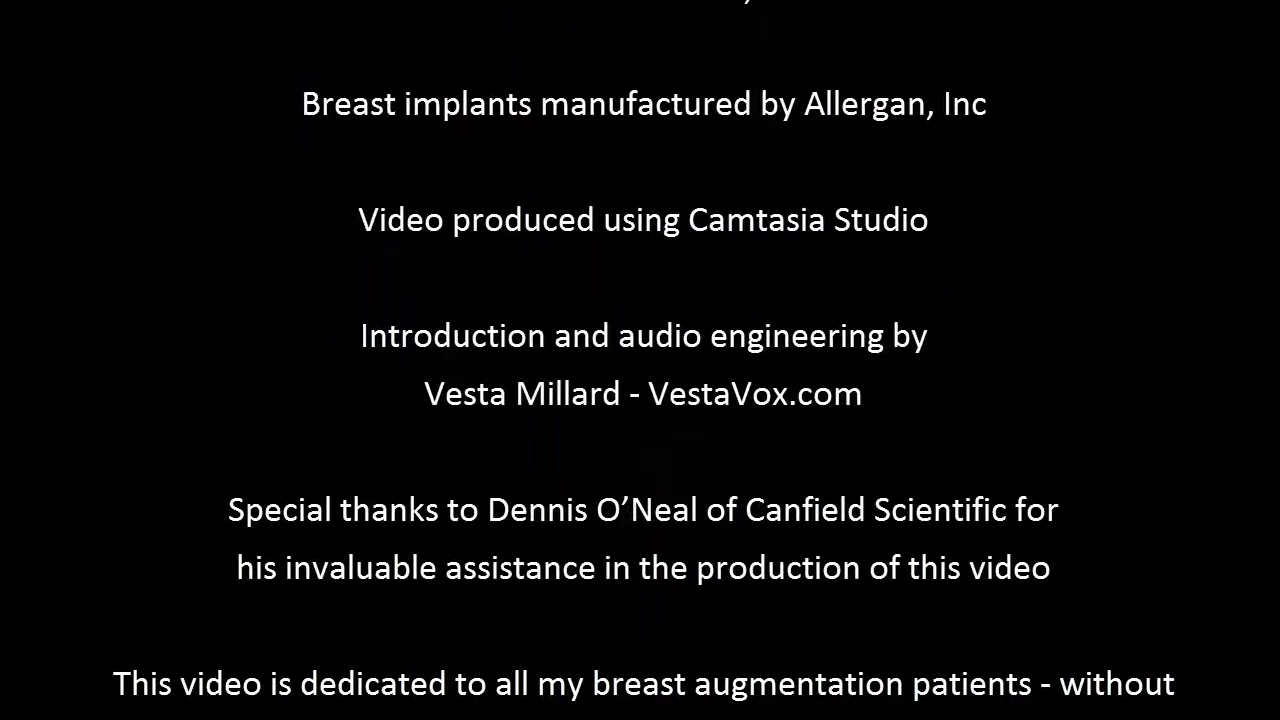 Breast implants manufactured by Allergan, Inc
Video produced using Camtasia Studio
Introduction and audio engineering by
Vesta Millard - VestaVox.com
Special thanks to Dennis O’Neal of Canfield Scientific for
his invaluable assistance in the production of this video
This video is dedicated to all my breast augmentation patients - without